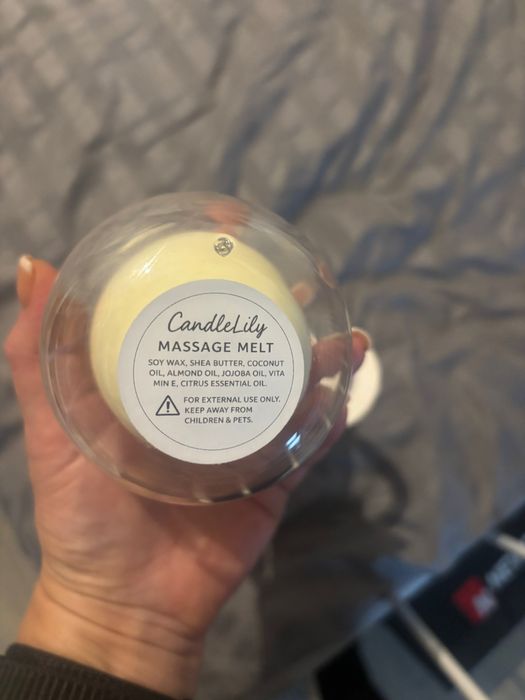 CandleLily
MASSAGE MELT
SOY WAX, SHEA BUTTER, COCONUT
OIL, ALMOND OIL, JOJOBA OIL, VITA
MIN E, CITRUS ESSENTIAL OIL.
FOR EXTERNAL USE ONLY.
KEEP AWAY FROM
CHILDREN & PETS.